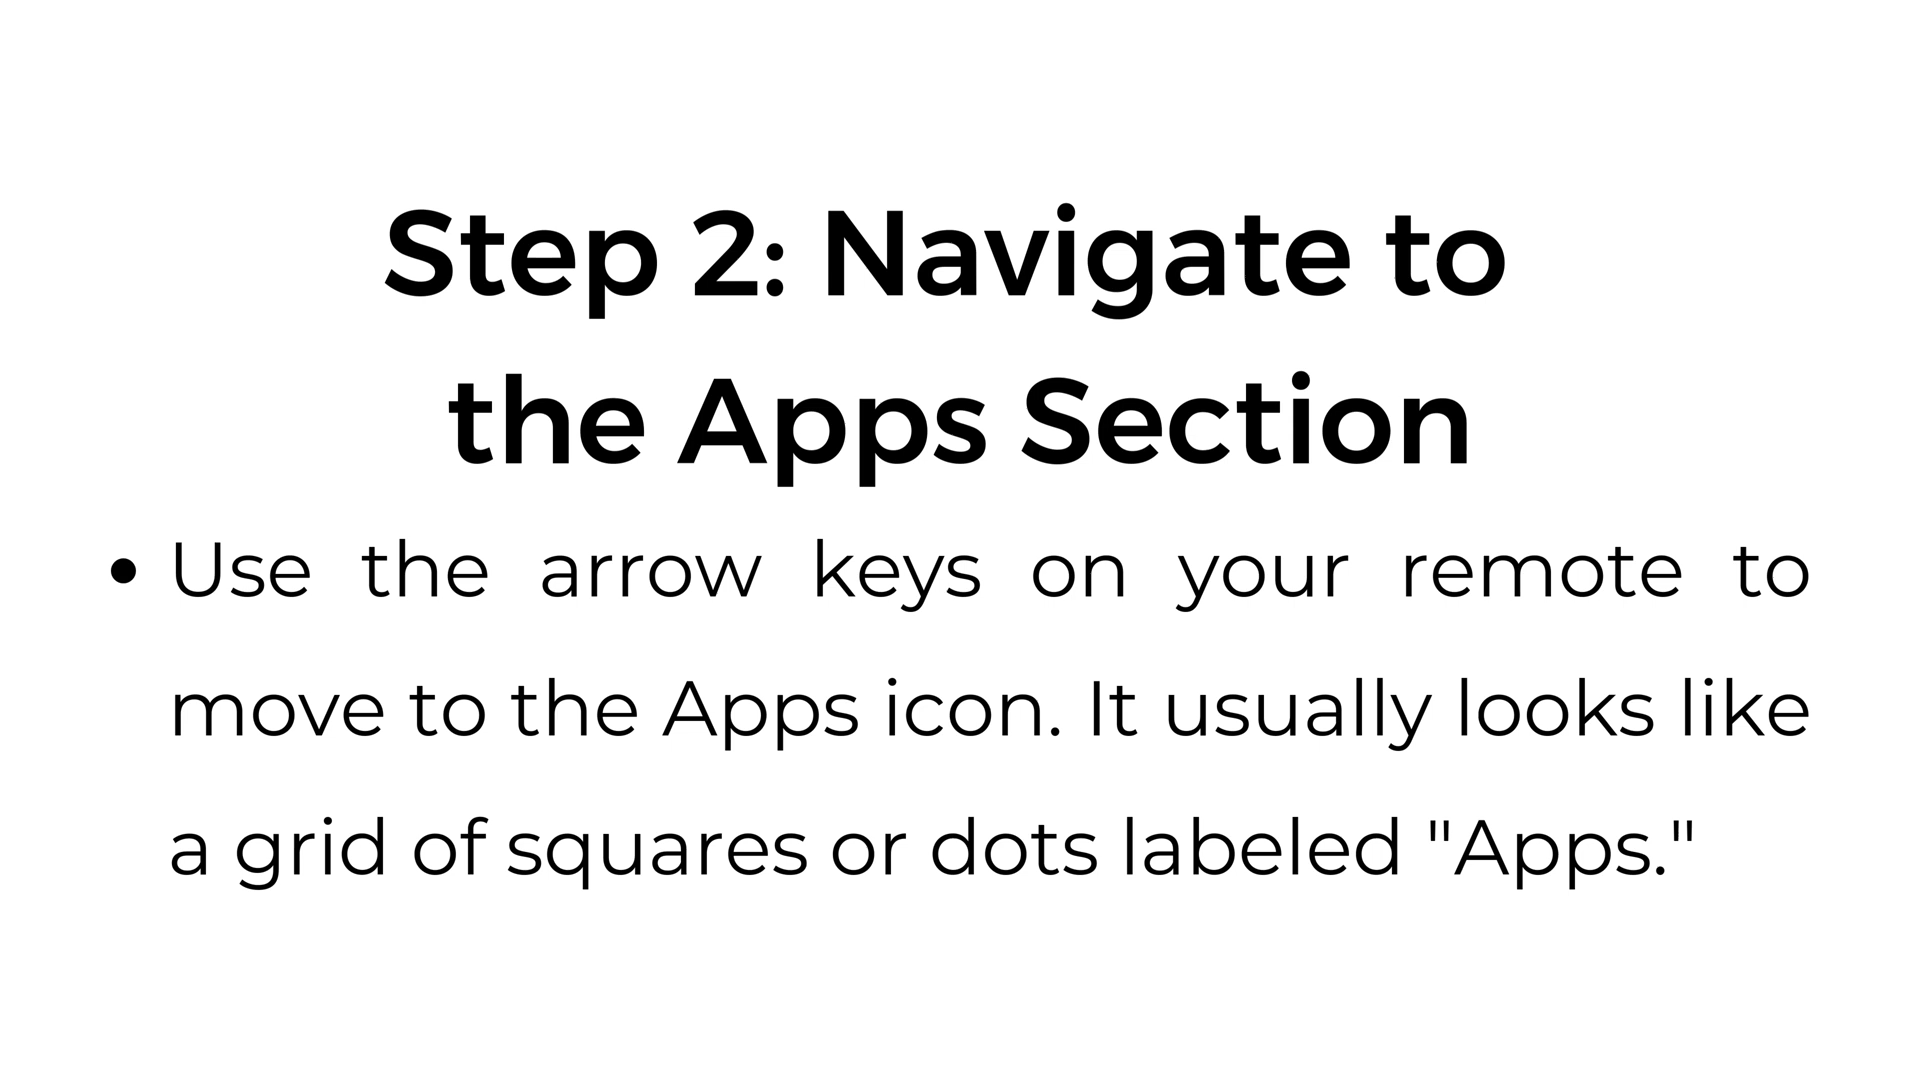 Step 2: Navigate to
the Apps Section
• Use the arrow keys on your remote to
move to the Apps icon. It usually looks like
a grid of squares or dots labeled "Apps."